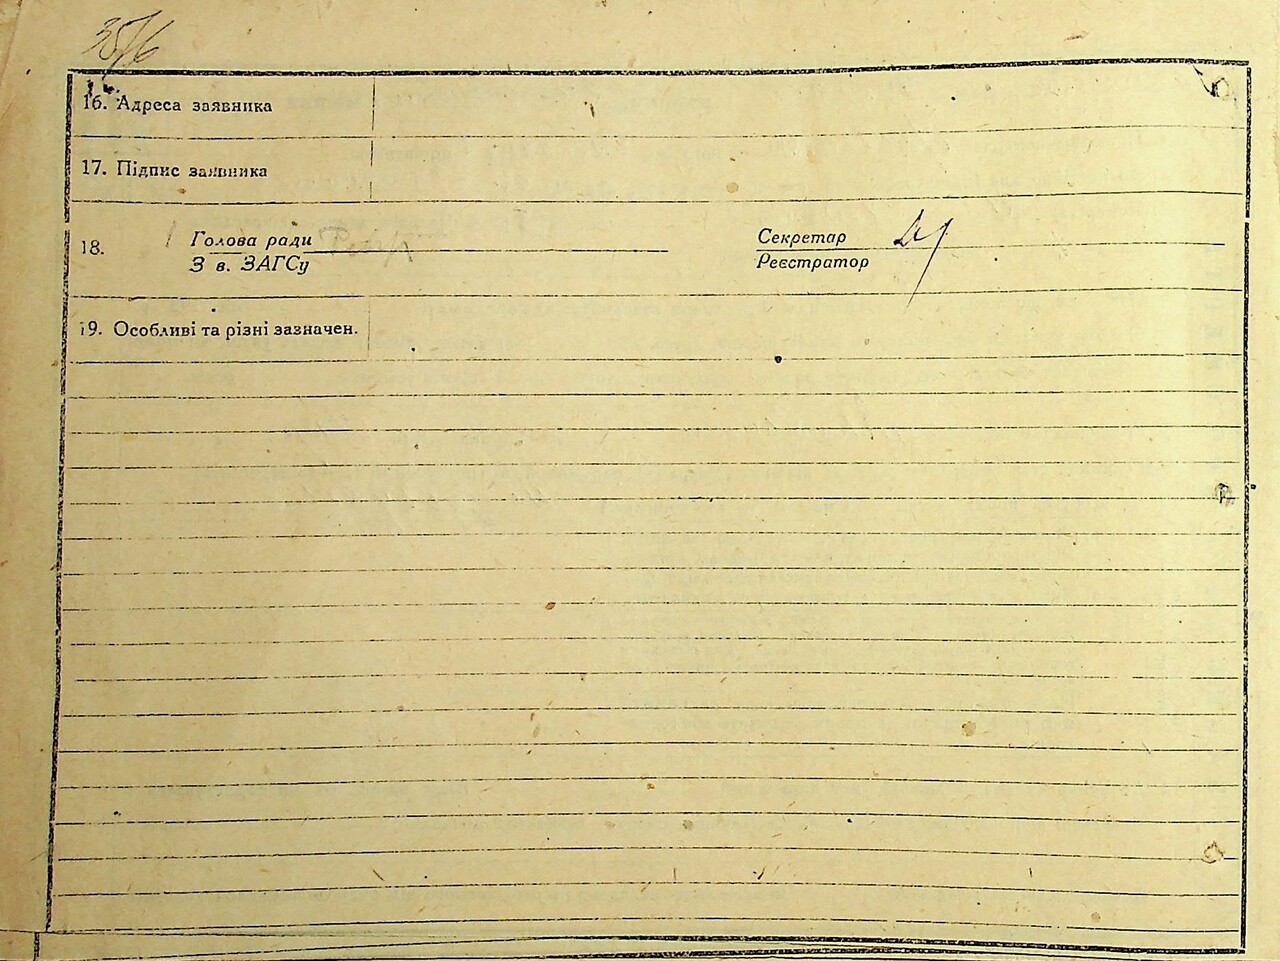 16. Адреса заявника
17. Підпис заявника
18. Голова ради
З в. ЗАГСу
Секретар
Реєстратор
19. Особливі та різні зазначен.